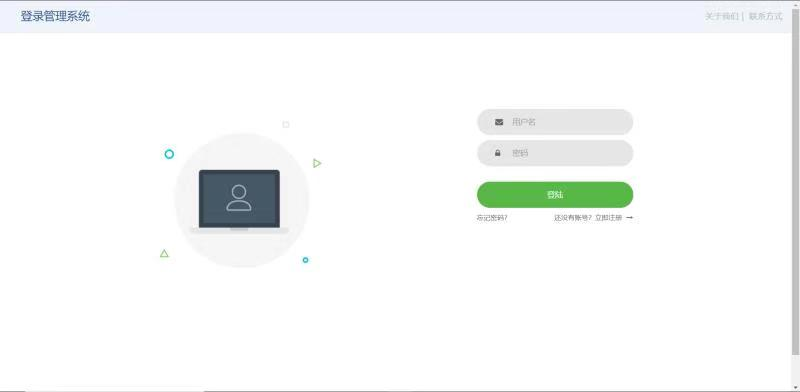 登录管理系统
关于我们 | 联系方式
用户名
密码
登陆
忘记密码?
还没有账号? 立即注册 →